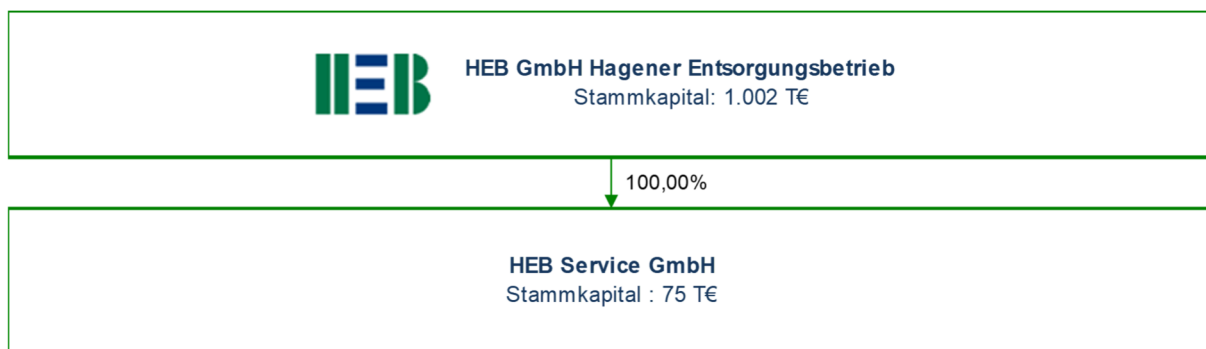 HEB
HEB GmbH Hagener Entsorgungsbetrieb
Stammkapital: 1.002 T€
100,00%
HEB Service GmbH
Stammkapital : 75 T€